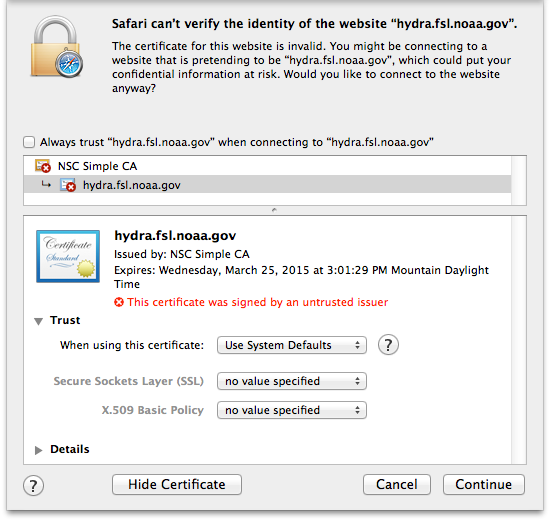 Safari can't verify the identity of the website “hydra.fsl.noaa.gov”.
The certificate for this website is invalid. You might be connecting to a
website that is pretending to be “hydra.fsl.noaa.gov”, which could put your
confidential information at risk. Would you like to connect to the website
anyway?
Always trust “hydra.fsl.noaa.gov” when connecting to “hydra.fsl.noaa.gov”
NSC Simple CA
hydra.fsl.noaa.gov
Certificate
Standard
hydra.fsl.noaa.gov
Issued by: NSC Simple CA
Expires: Wednesday, March 25, 2015 at 3:01:29 PM Mountain Daylight
Time
This certificate was signed by an untrusted issuer
Trust
When using this certificate: Use System Defaults ?
Secure Sockets Layer (SSL) no value specified
X.509 Basic Policy no value specified
Details
? Hide Certificate Cancel Continue